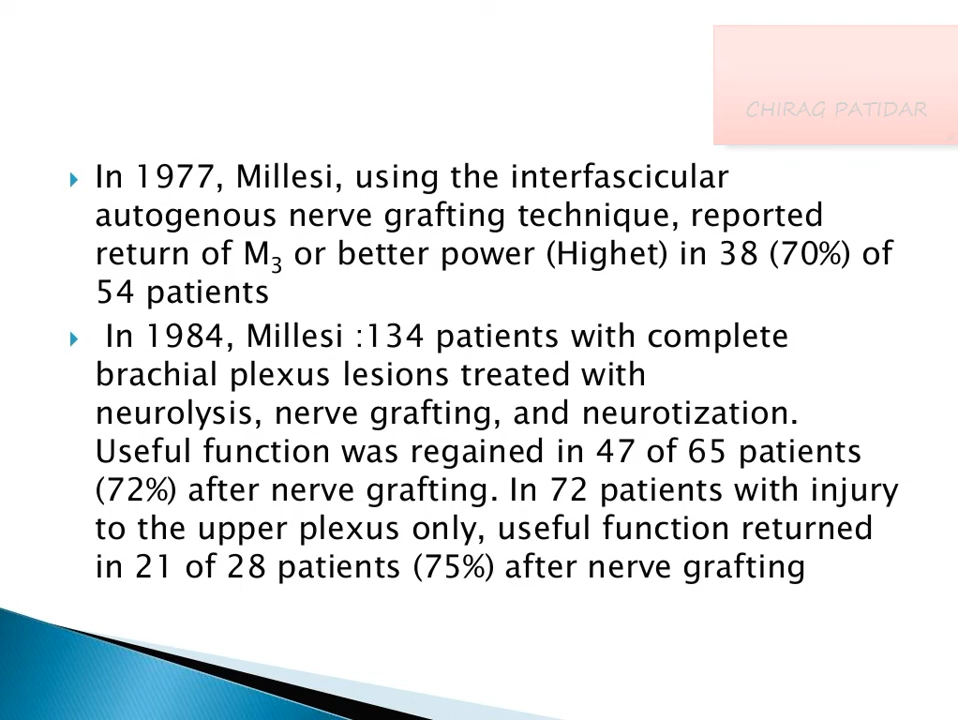 CHIRAG PATIDAR
In 1977, Millesi, using the interfascicular
autogenous nerve grafting technique, reported
return of M3 or better power (Highet) in 38 (70%) of
54 patients
In 1984, Millesi :134 patients with complete
brachial plexus lesions treated with
neurolysis, nerve grafting, and neurotization.
Useful function was regained in 47 of 65 patients
(72%) after nerve grafting. In 72 patients with injury
to the upper plexus only, useful function returned
in 21 of 28 patients (75%) after nerve grafting